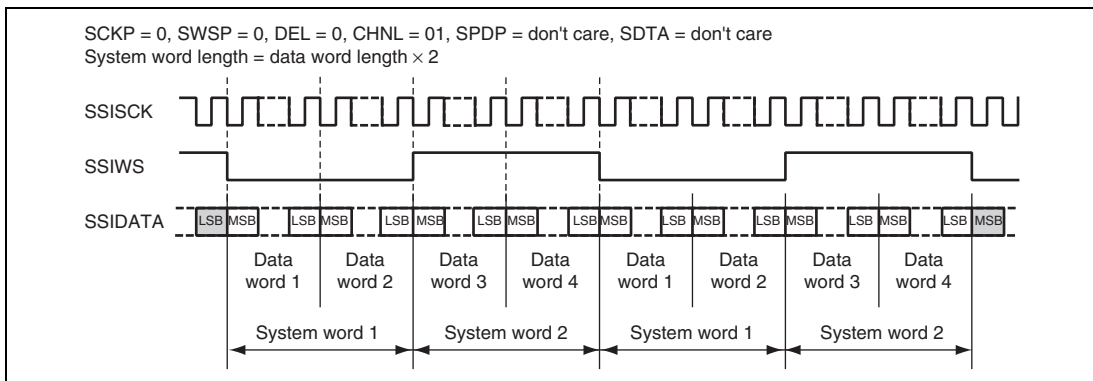 SCKP = 0, SWSP = 0, DEL = 0, CHNL = 01, SPDP = don't care, SDTA = don't care
System word length = data word length × 2
SSISCK
SSIWS
SSIDATA
LSB MSB LSB MSB LSB MSB LSB MSB LSB MSB LSB MSB LSB MSB LSB MSB LSB MSB
Data word 1
Data word 2
Data word 3
Data word 4
Data word 1
Data word 2
Data word 3
Data word 4
System word 1
System word 2
System word 1
System word 2